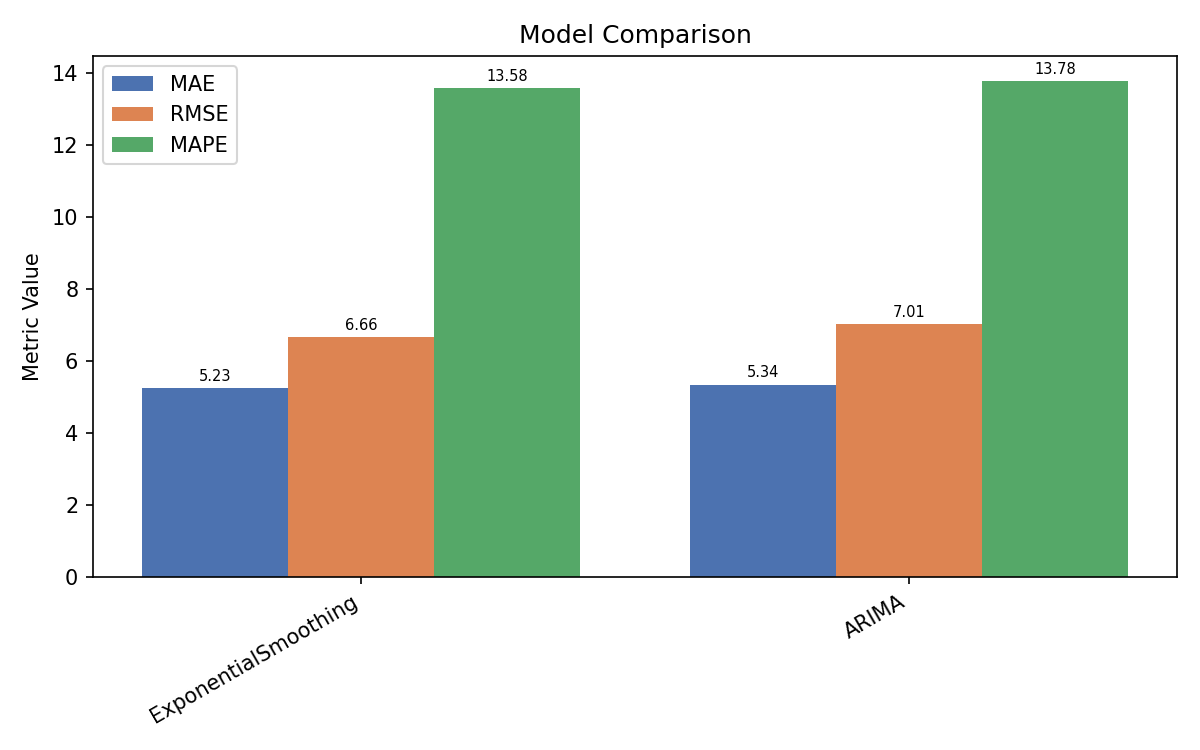 Model Comparison
MAE
RMSE
MAPE
Metric Value
14
12
10
8
6
4
2
0
5.23
6.66
13.58
5.34
7.01
13.78
ExponentialSmoothing
ARIMA